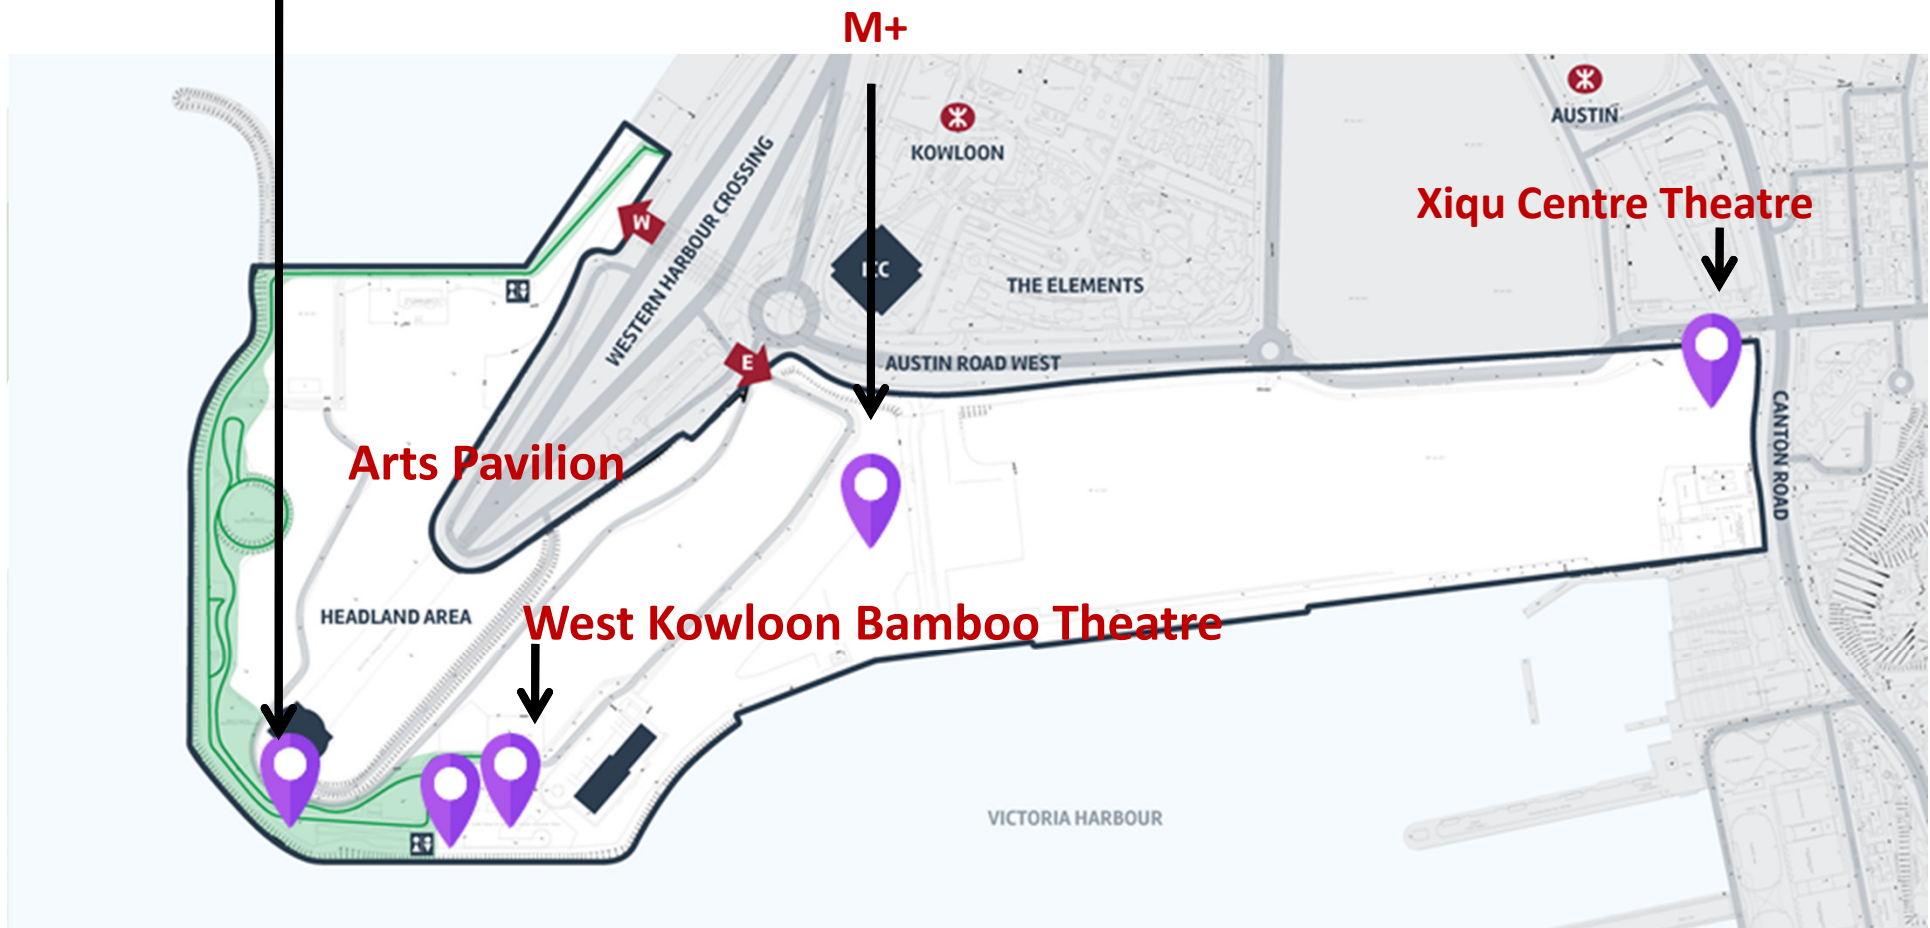 M+
AUSTIN
KOWLOON
WESTERN HARBOUR CROSSING
Xiqu Centre Theatre
W
THE ELEMENTS
E
AUSTIN ROAD WEST
CANTON ROAD
Arts Pavilion
HEADLAND AREA
West Kowloon Bamboo Theatre
VICTORIA HARBOUR